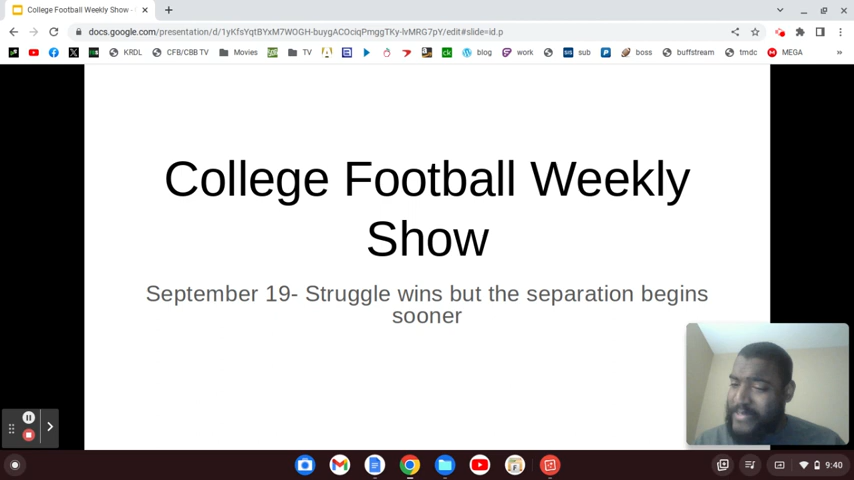 College Football Weekly Show -
docs.google.com/presentation/d/1yKfsYqtBYxM7WOGH-buygACOciqPmggTKy-lvMRG7pY/edit#slide=id.p
KRDL CFB/CBB TV Movies TV blog work sis sub boss buffstream tmdc MEGA »
College Football Weekly
Show
September 19- Struggle wins but the separation begins
sooner
9:40